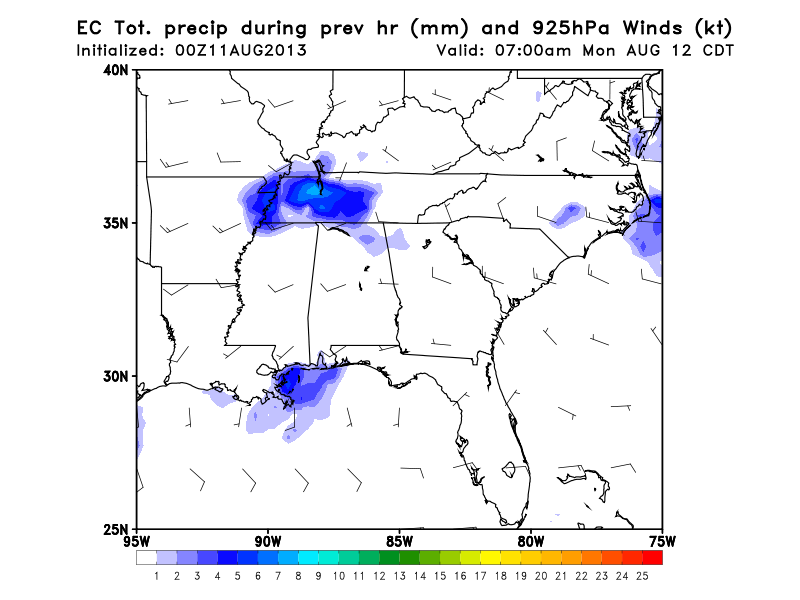 EC Tot. precip during prev hr (mm) and 925hPa Winds (kt)
Initialized: 00Z11AUG2013 Valid: 07:00am Mon AUG 12 CDT
40N
35N
30N
25N
95W 90W 85W 80W 75W
1 2 3 4 5 6 7 8 9 10 11 12 13 14 15 16 17 18 19 20 21 22 23 24 25